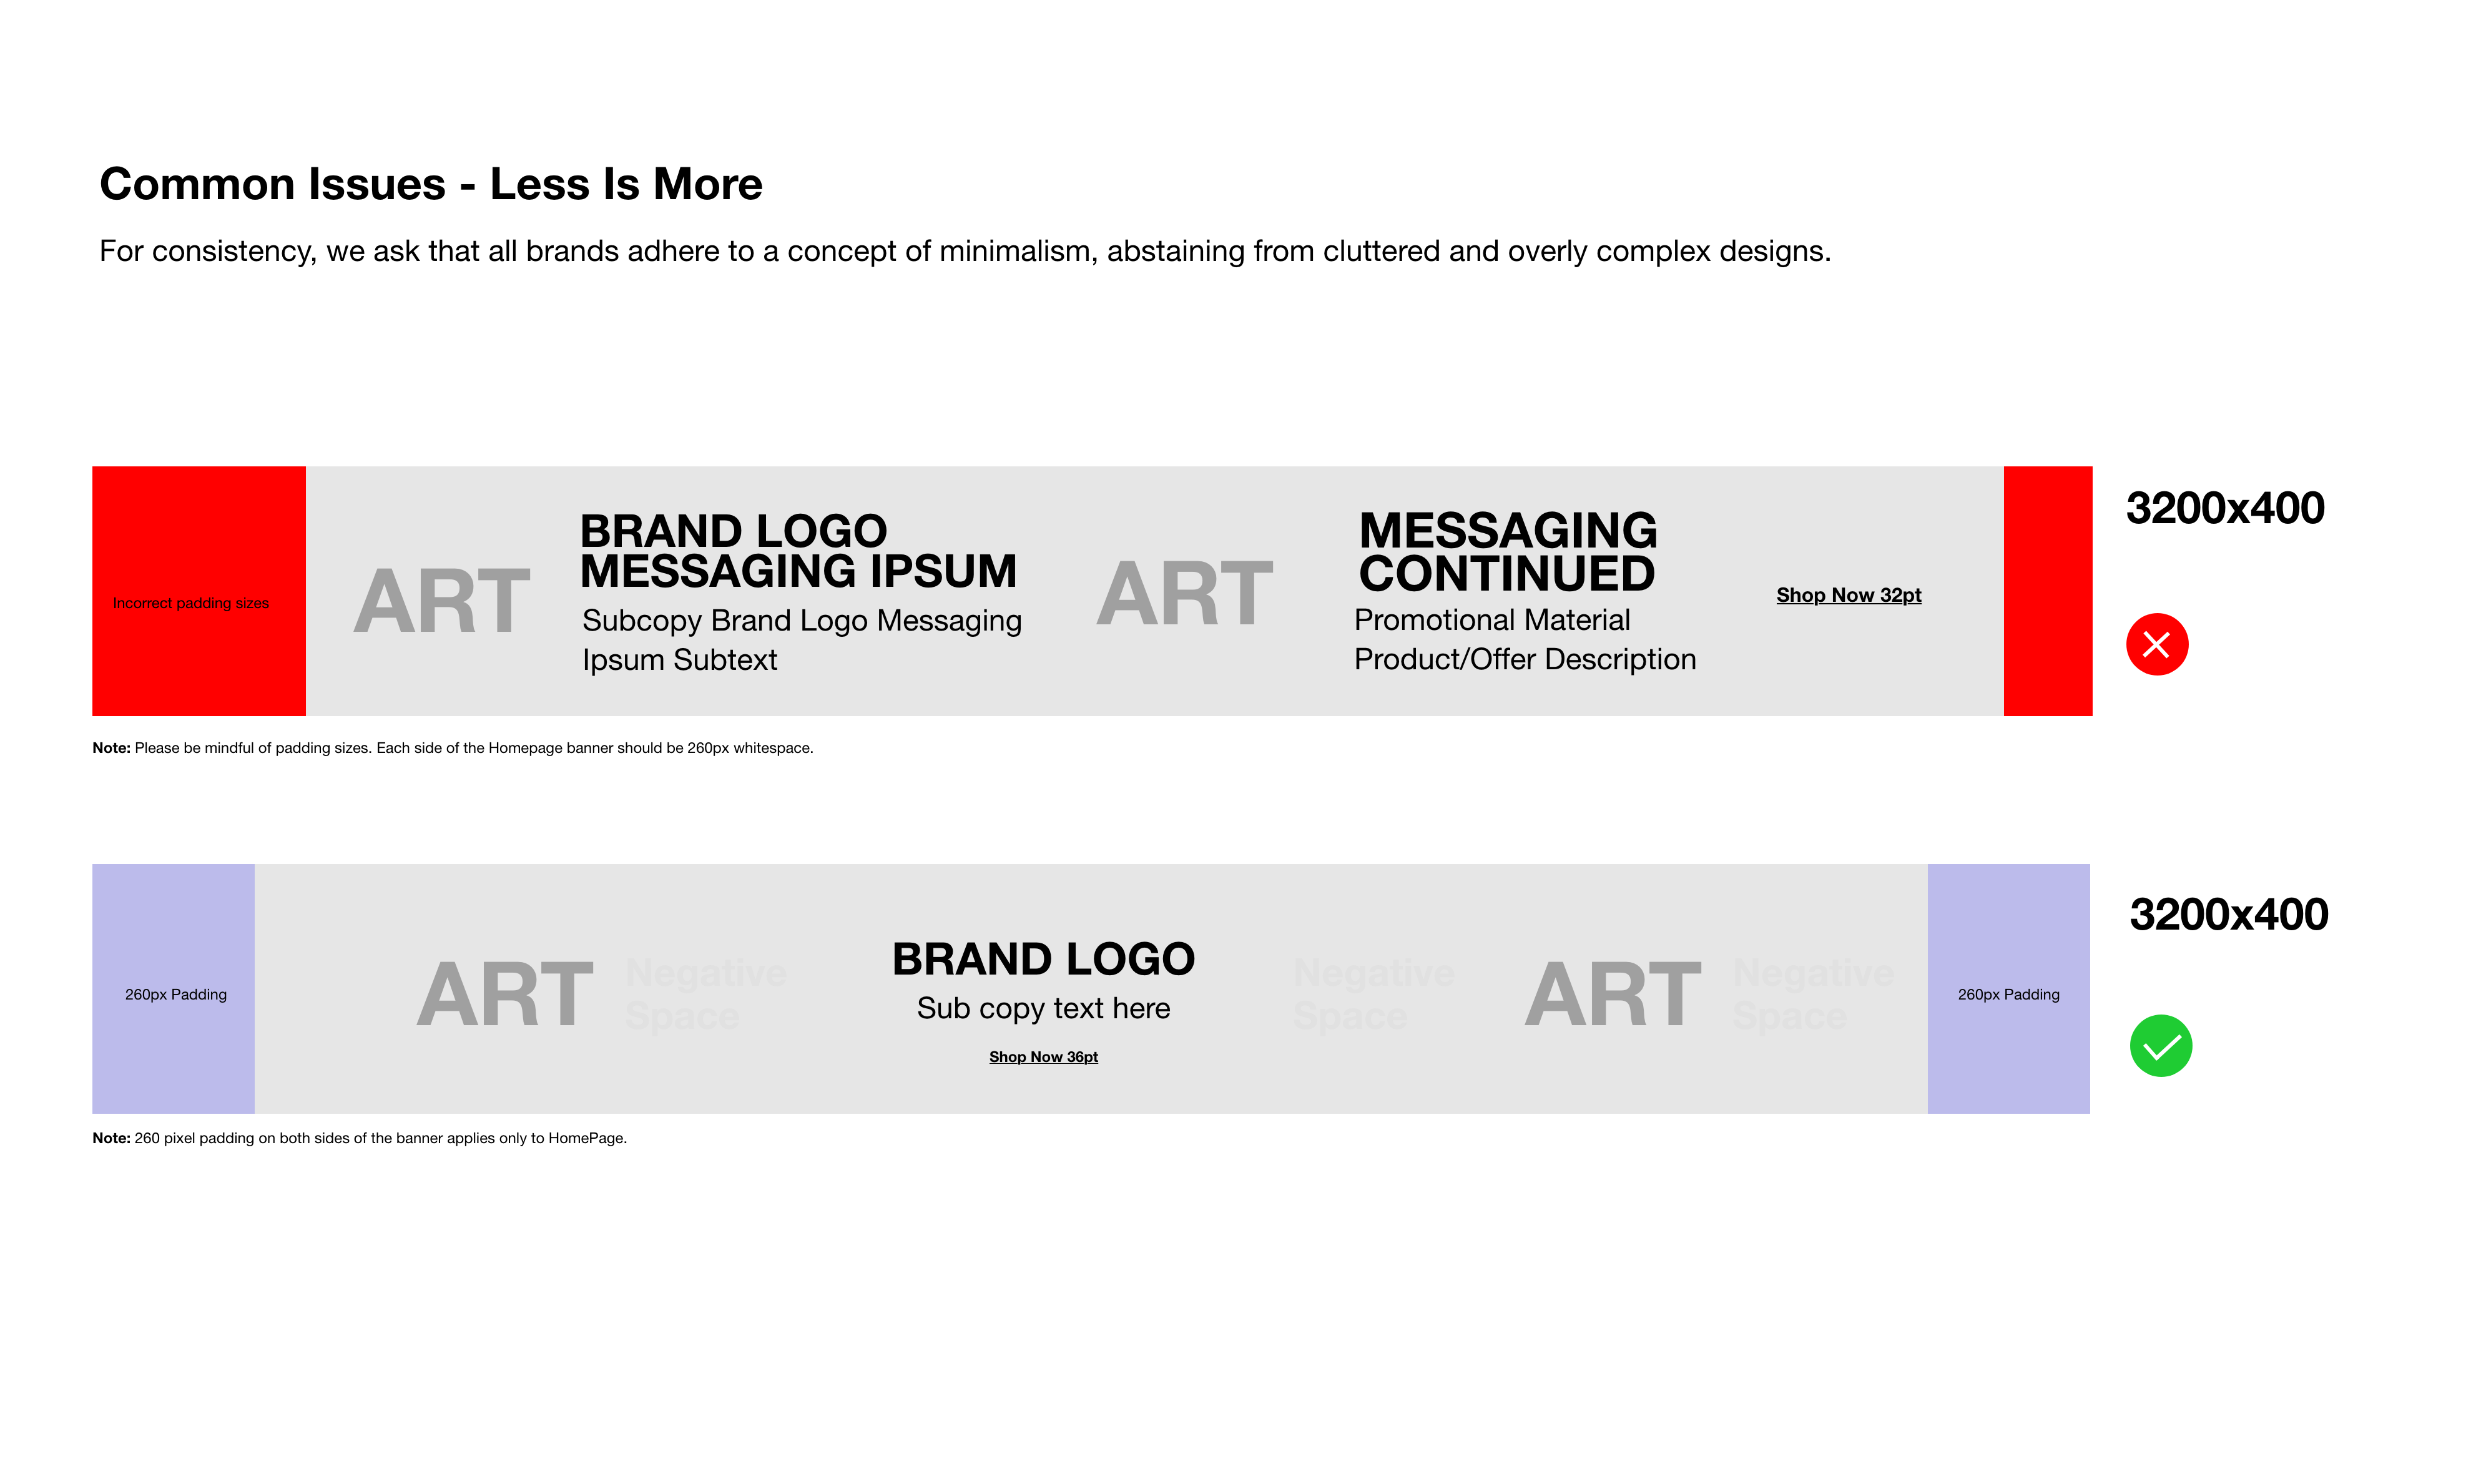 Common Issues - Less Is More
For consistency, we ask that all brands adhere to a concept of minimalism, abstaining from cluttered and overly complex designs.
Incorrect padding sizes
ART
BRAND LOGO
MESSAGING IPSUM
Subcopy Brand Logo Messaging
Ipsum Subtext
ART
MESSAGING
CONTINUED
Promotional Material
Product/Offer Description
Shop Now 32pt
3200x400
Note: Please be mindful of padding sizes. Each side of the Homepage banner should be 260px whitespace.
260px Padding
ART
Negative
Space
BRAND LOGO
Sub copy text here
Shop Now 36pt
Negative
Space
ART
Negative
Space
260px Padding
3200x400
Note: 260 pixel padding on both sides of the banner applies only to HomePage.